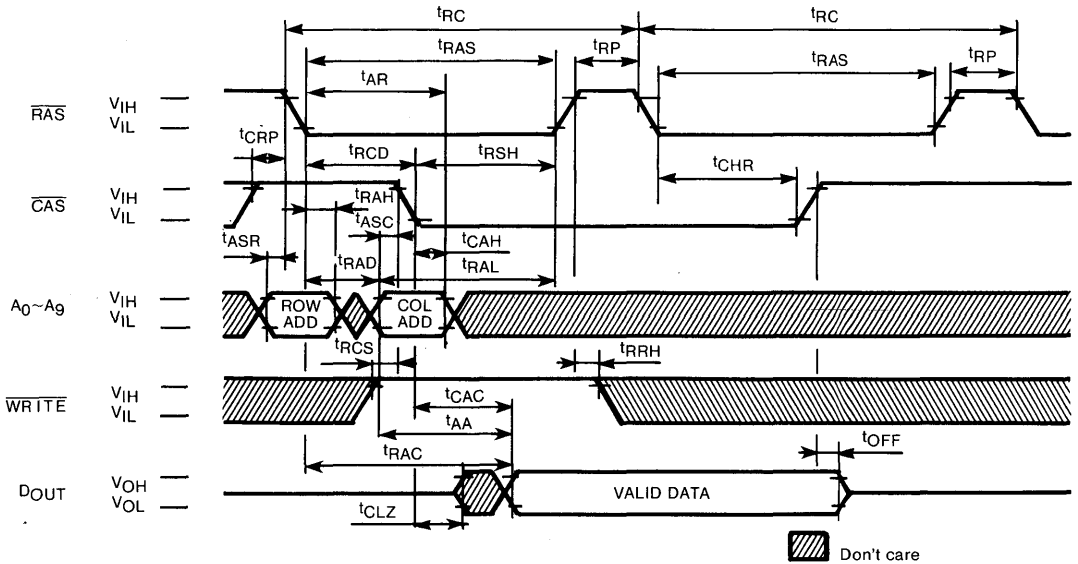 tRC tRC
tRAS tRP tRAS tRP
tAR
RAS VIH
VIL
tCRP tRCD tRSH tCHR
CAS VIH
VIL
tRAH
tASC
tASR tCAH
tRAD tRAL
A0~A9 VIH
VIL
ROW ADD
COL ADD
tRCS tRRH
WRITE VIH
VIL
tCAC
tAA
tRAC tOFF
DOUT VOH
VOL
VALID DATA
tCLZ
Don't care